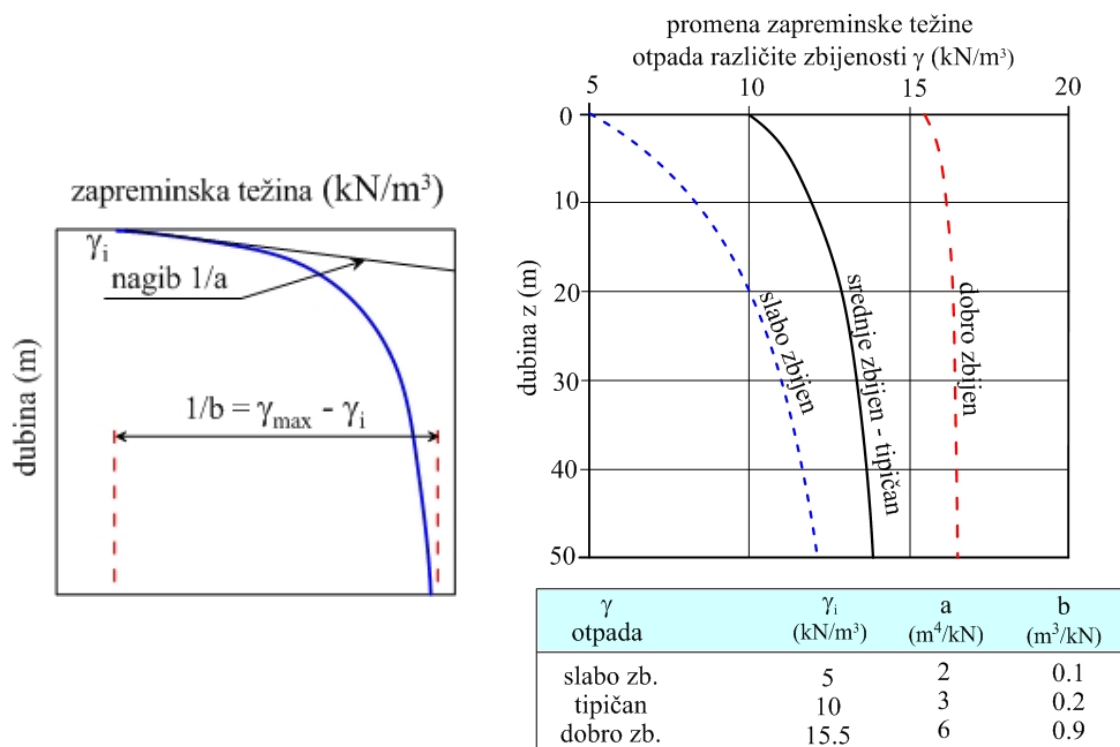 zapreminska težina (kN/m³)
γi
nagib 1/a
1/b = γmax - γi
dubina (m)
promena zapreminske težine
otpada različite zbijenosti γ (kN/m³)
5 10 15 20
0
10
20
30
40
50
dubina z (m)
slabo zbijen
srednje zbijen - tipičan
dobro zbijen
γ γi a b
otpada (kN/m³) (m⁴/kN) (m³/kN)
slabo zb. 5 2 0.1
tipičan 10 3 0.2
dobro zb. 15.5 6 0.9